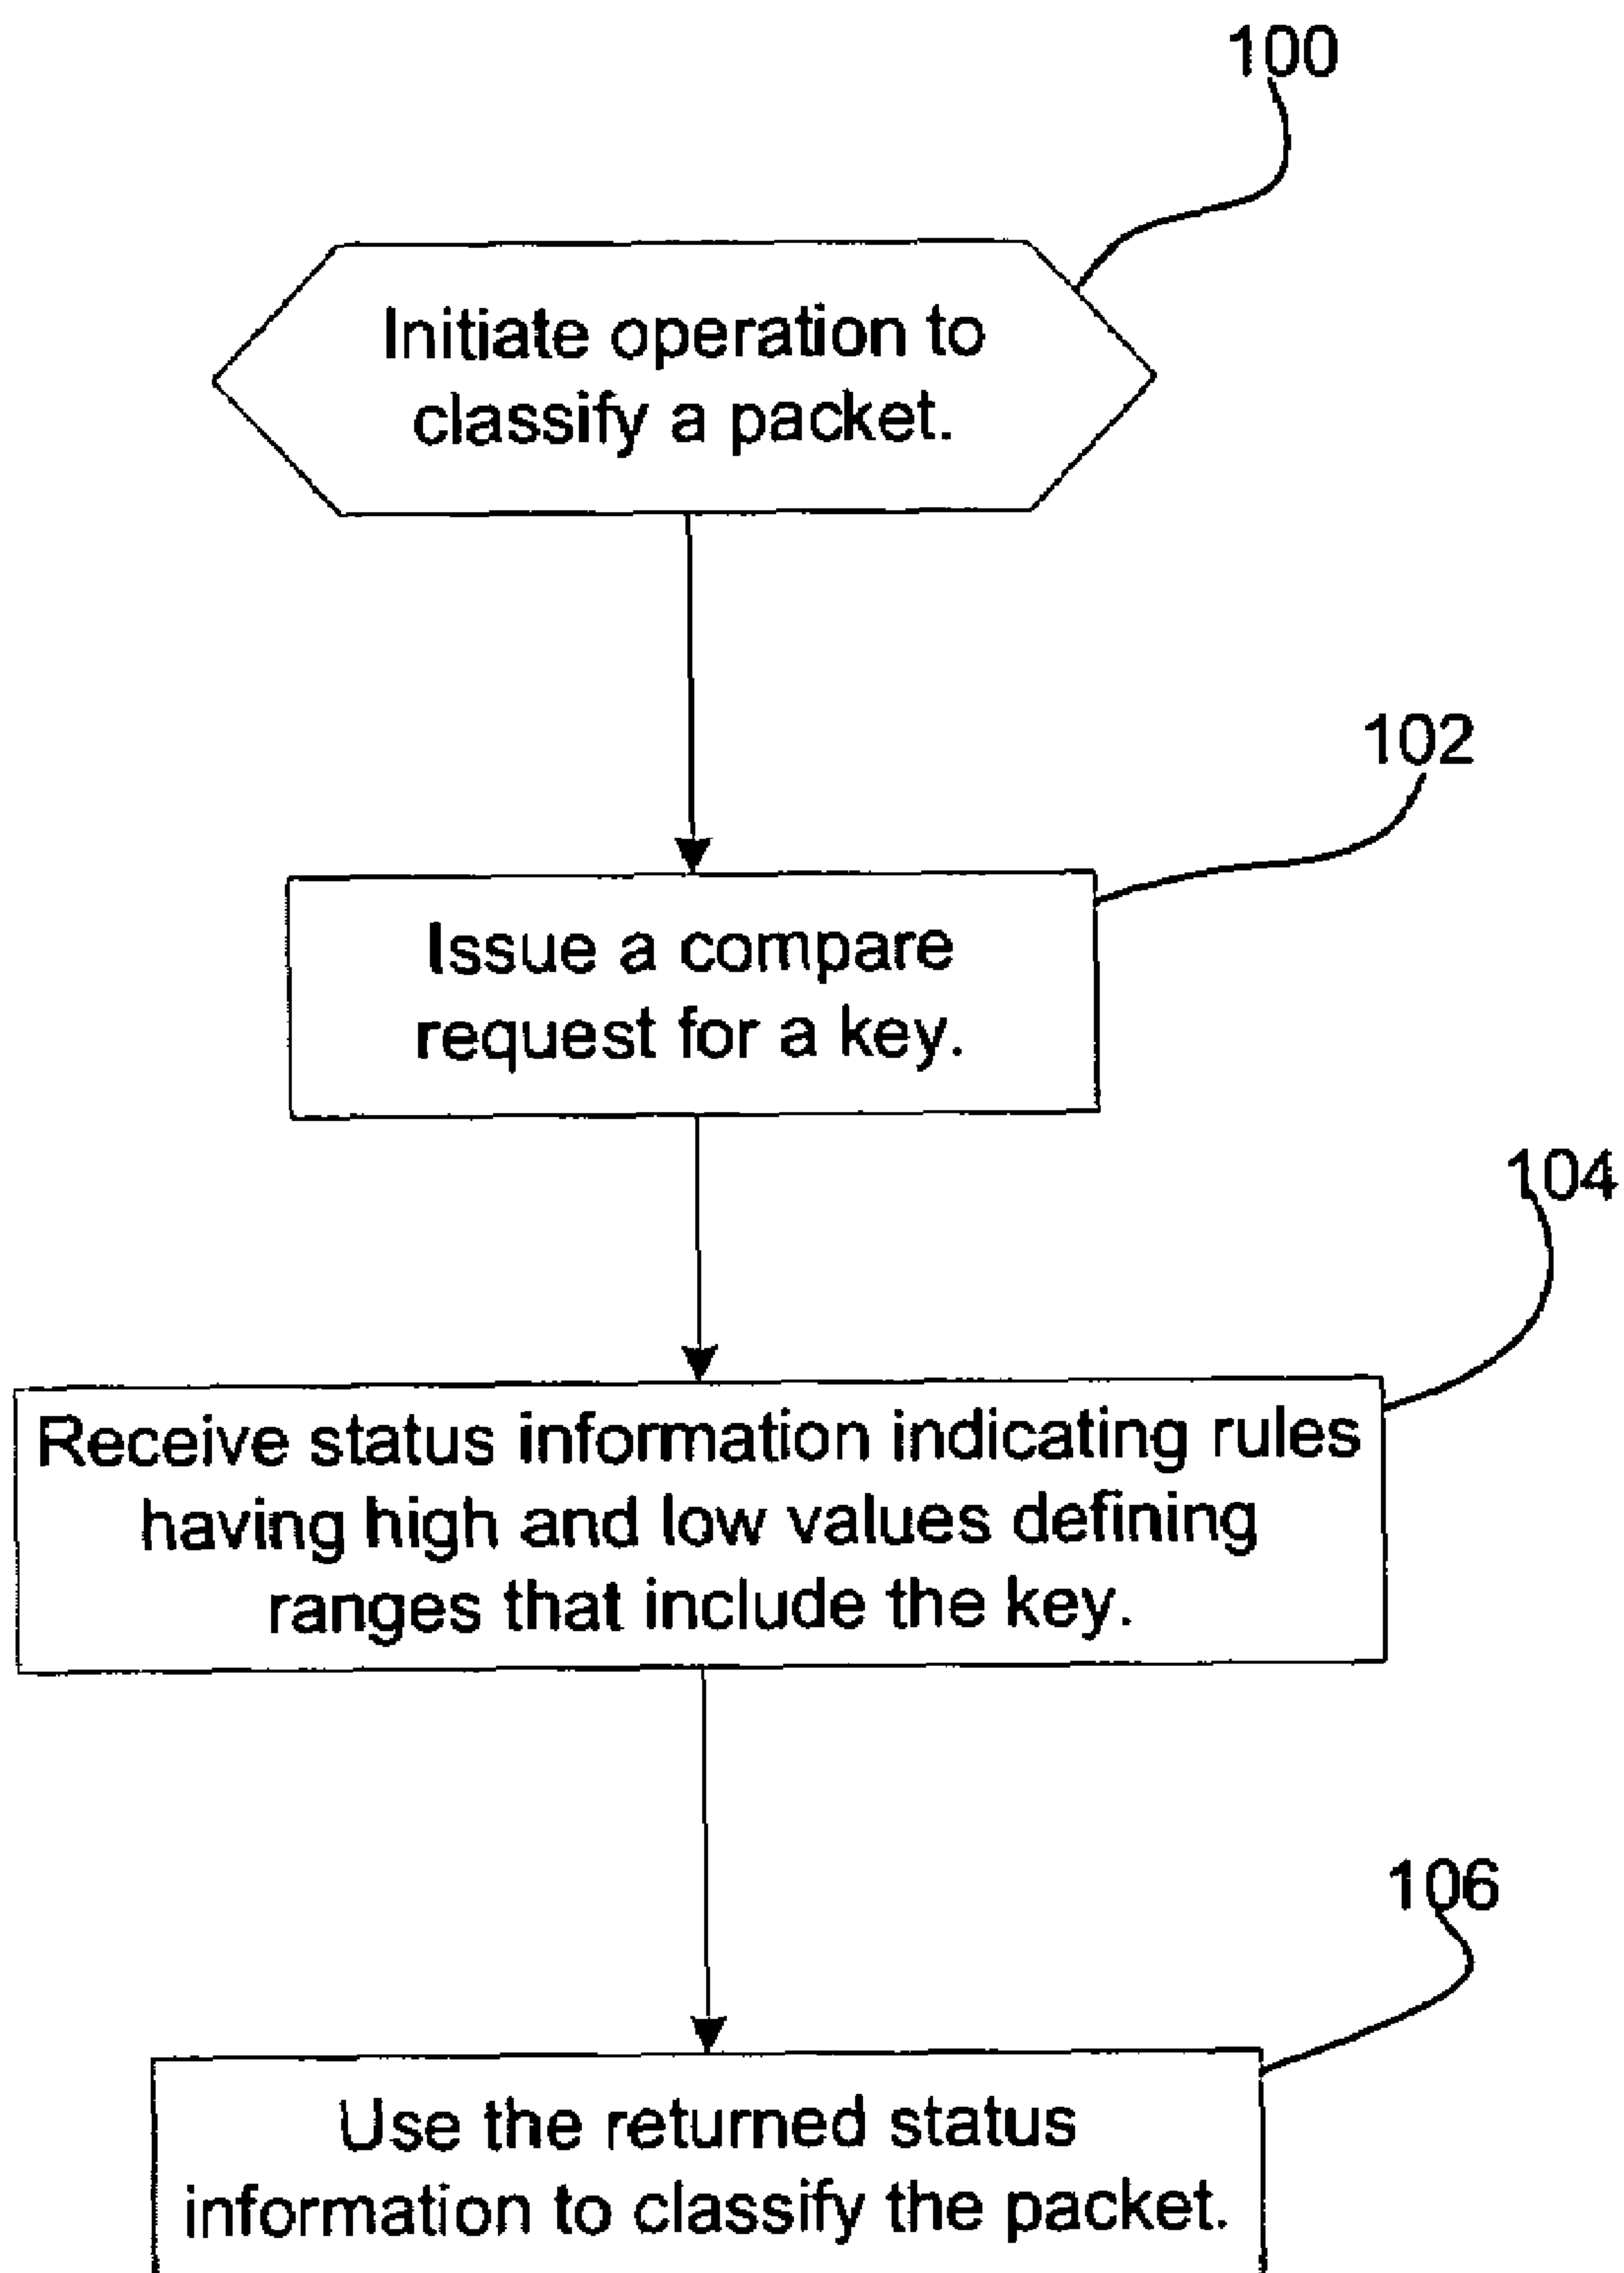 100
Initiate operation to
classify a packet.
102
Issue a compare
request for a key.
104
Receive status information indicating rules
having high and low values defining
ranges that include the key.
106
Use the returned status
information to classify the packet.